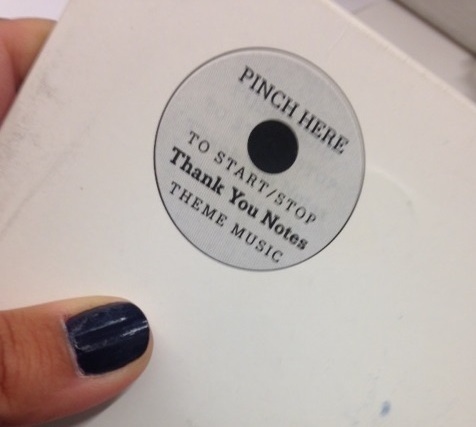 PINCH HERE
TO START/STOP
Thank You Notes
THEME MUSIC